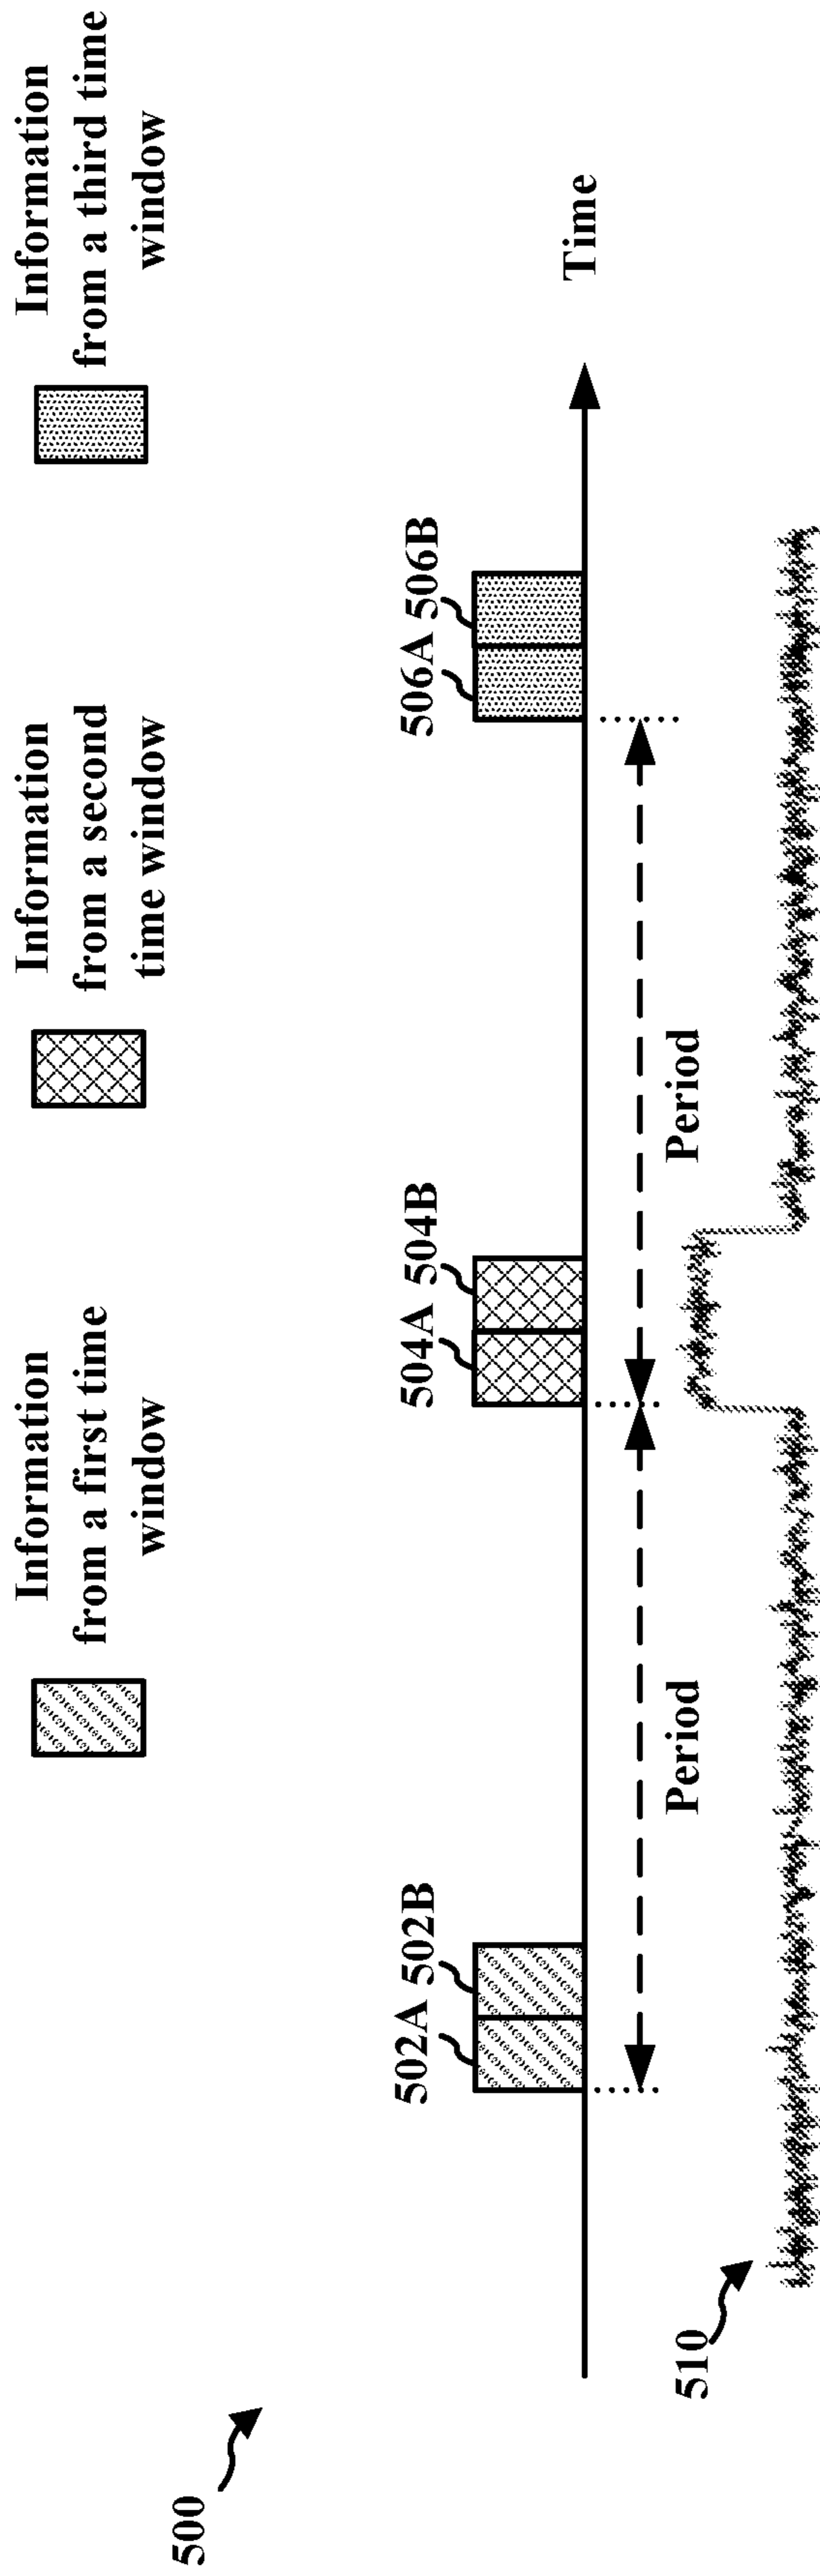 500
Information
from a first time
window
Information
from a second
time window
Information
from a third time
window
502A 502B
504A 504B
506A 506B
Time
Period
Period
510